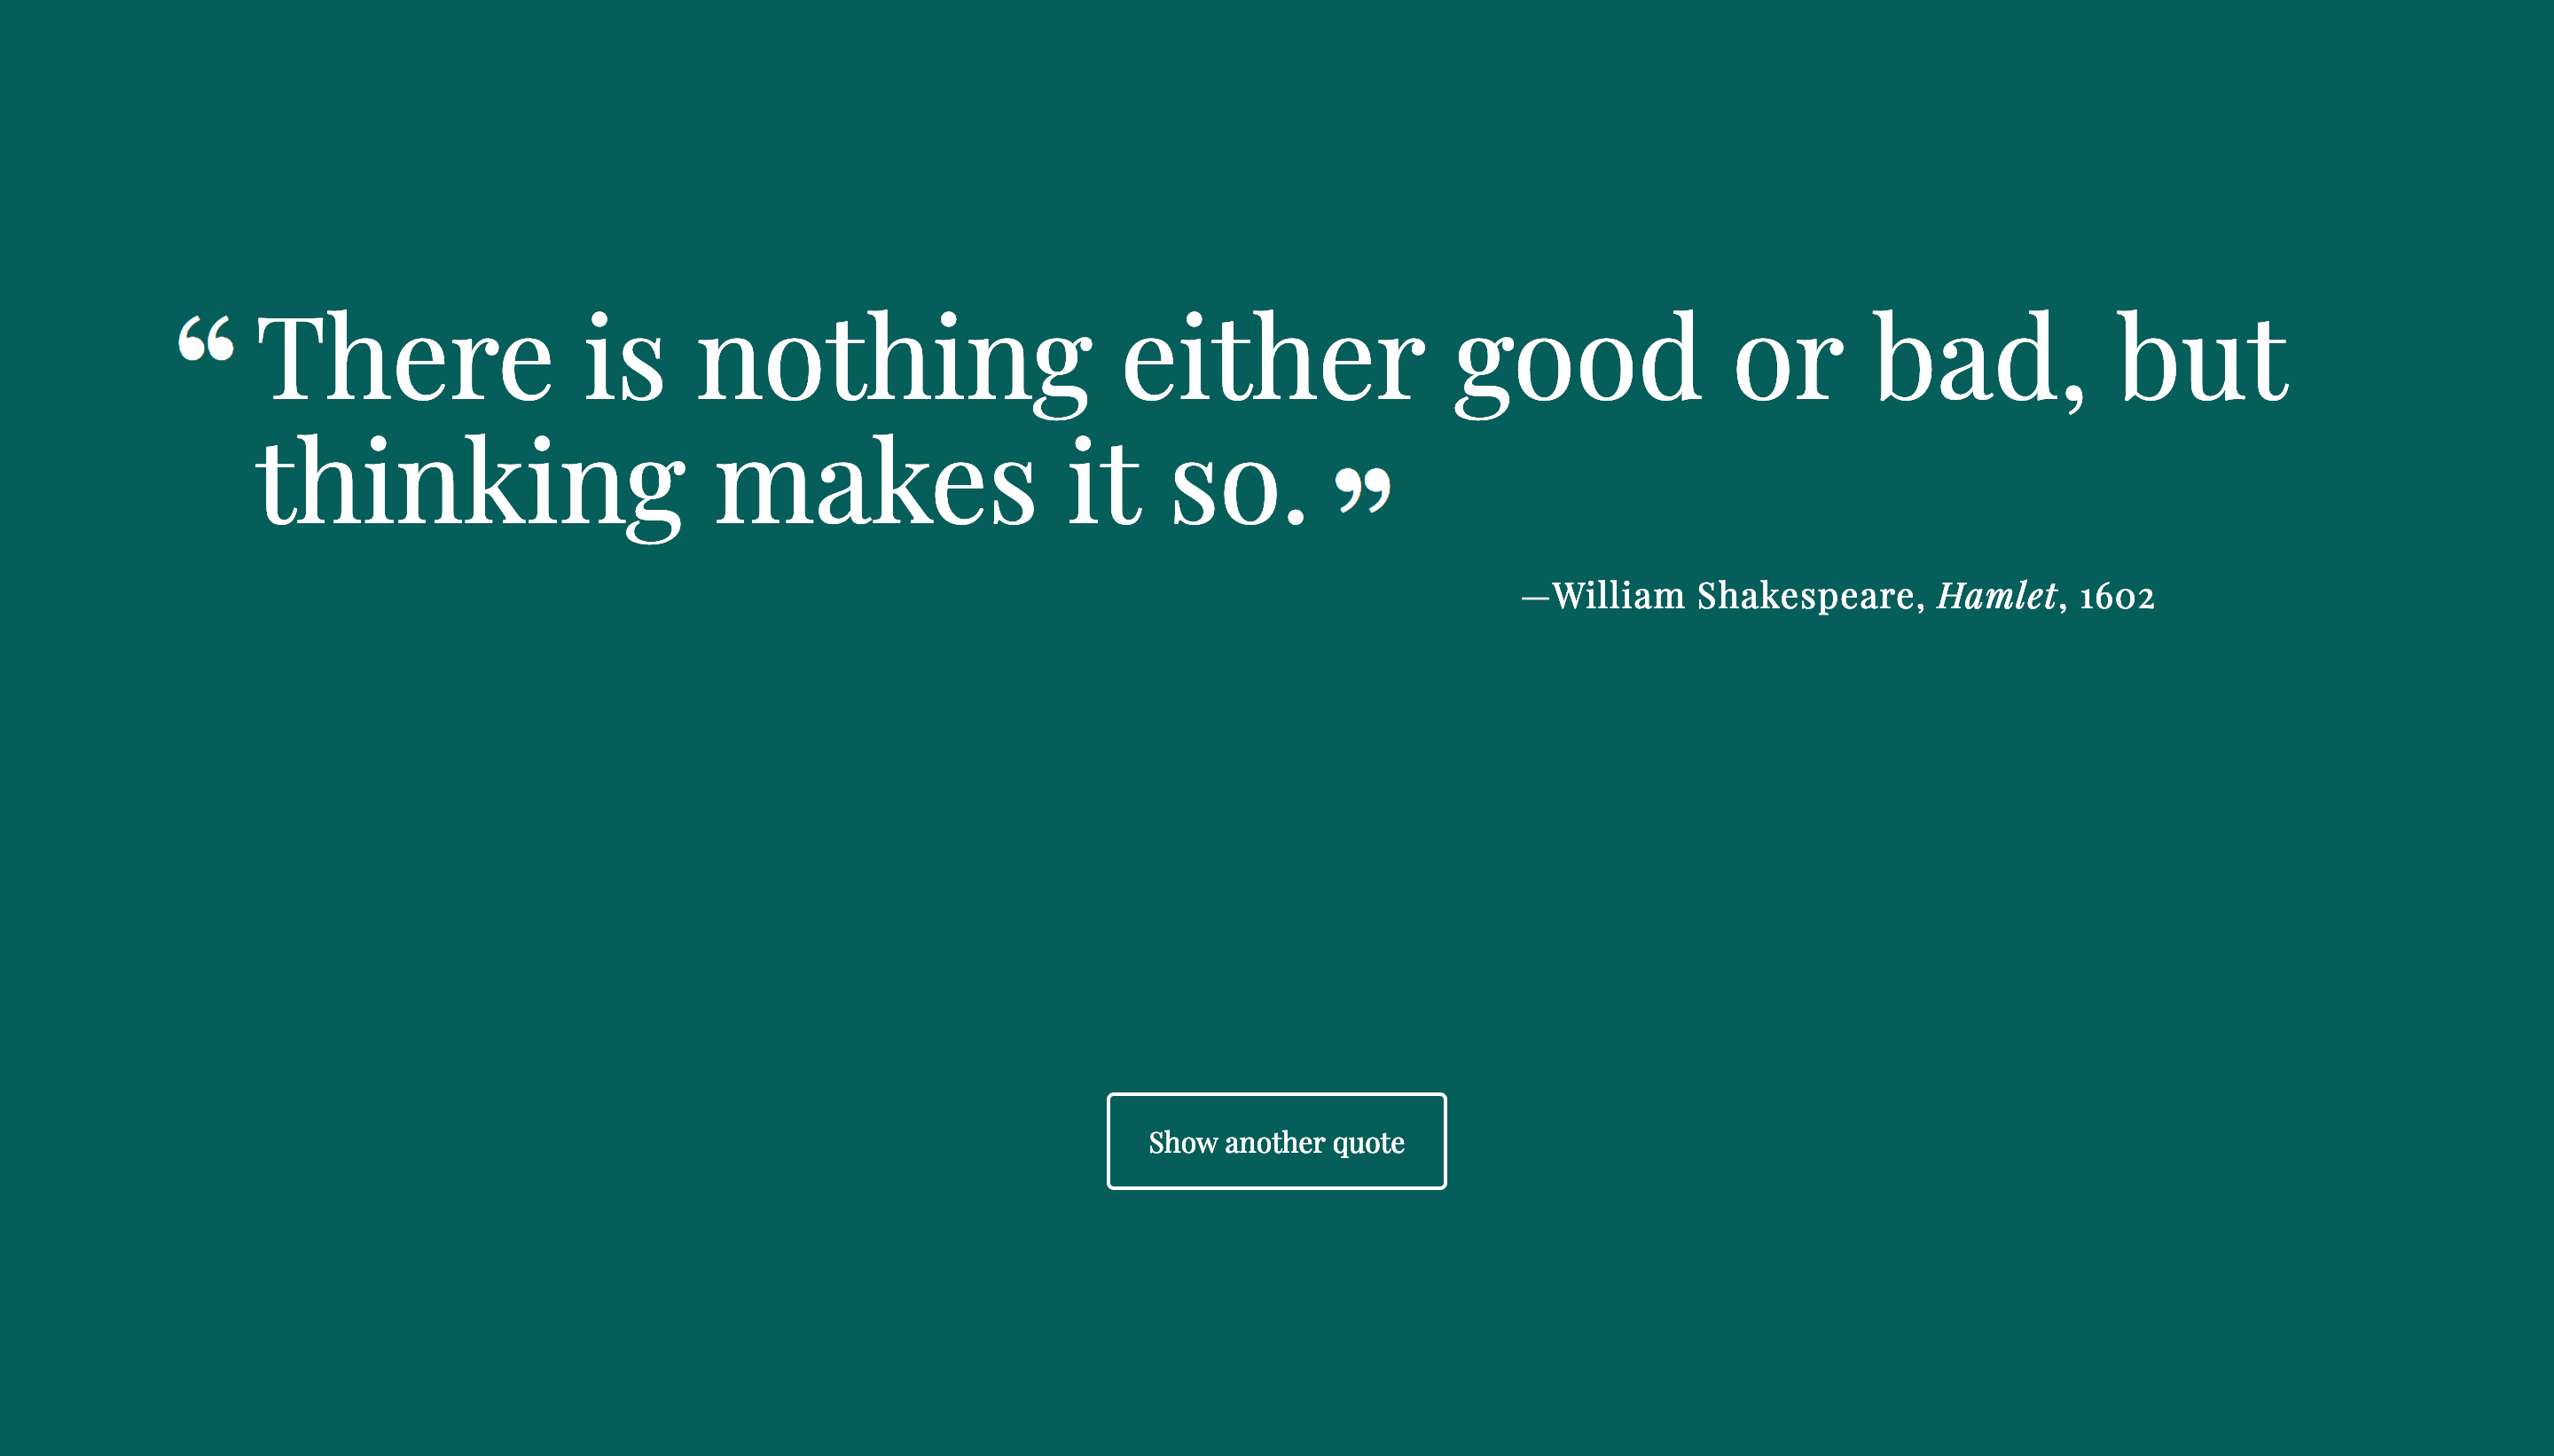 “There is nothing either good or bad, but
thinking makes it so.”
—William Shakespeare, Hamlet, 1602
Show another quote